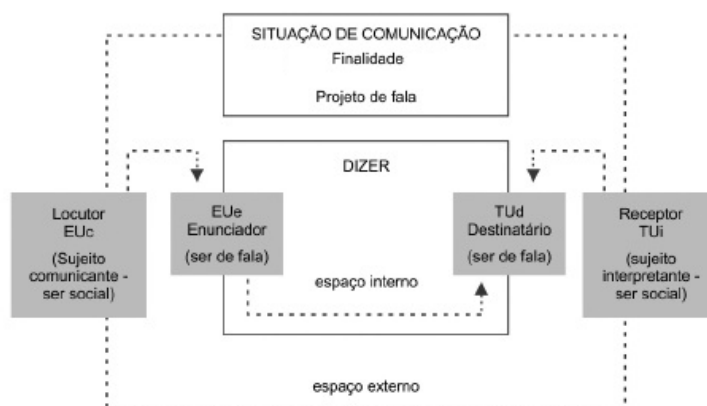 SITUAÇÃO DE COMUNICAÇÃO
Finalidade
Projeto de fala
DIZER
Locutor
EUc
(Sujeito
comunicante -
ser social)
EUe
Enunciador
(ser de fala)
TUd
Destinatário
(ser de fala)
Receptor
TUi
(sujeito
interpretante -
ser social)
espaço interno
espaço externo